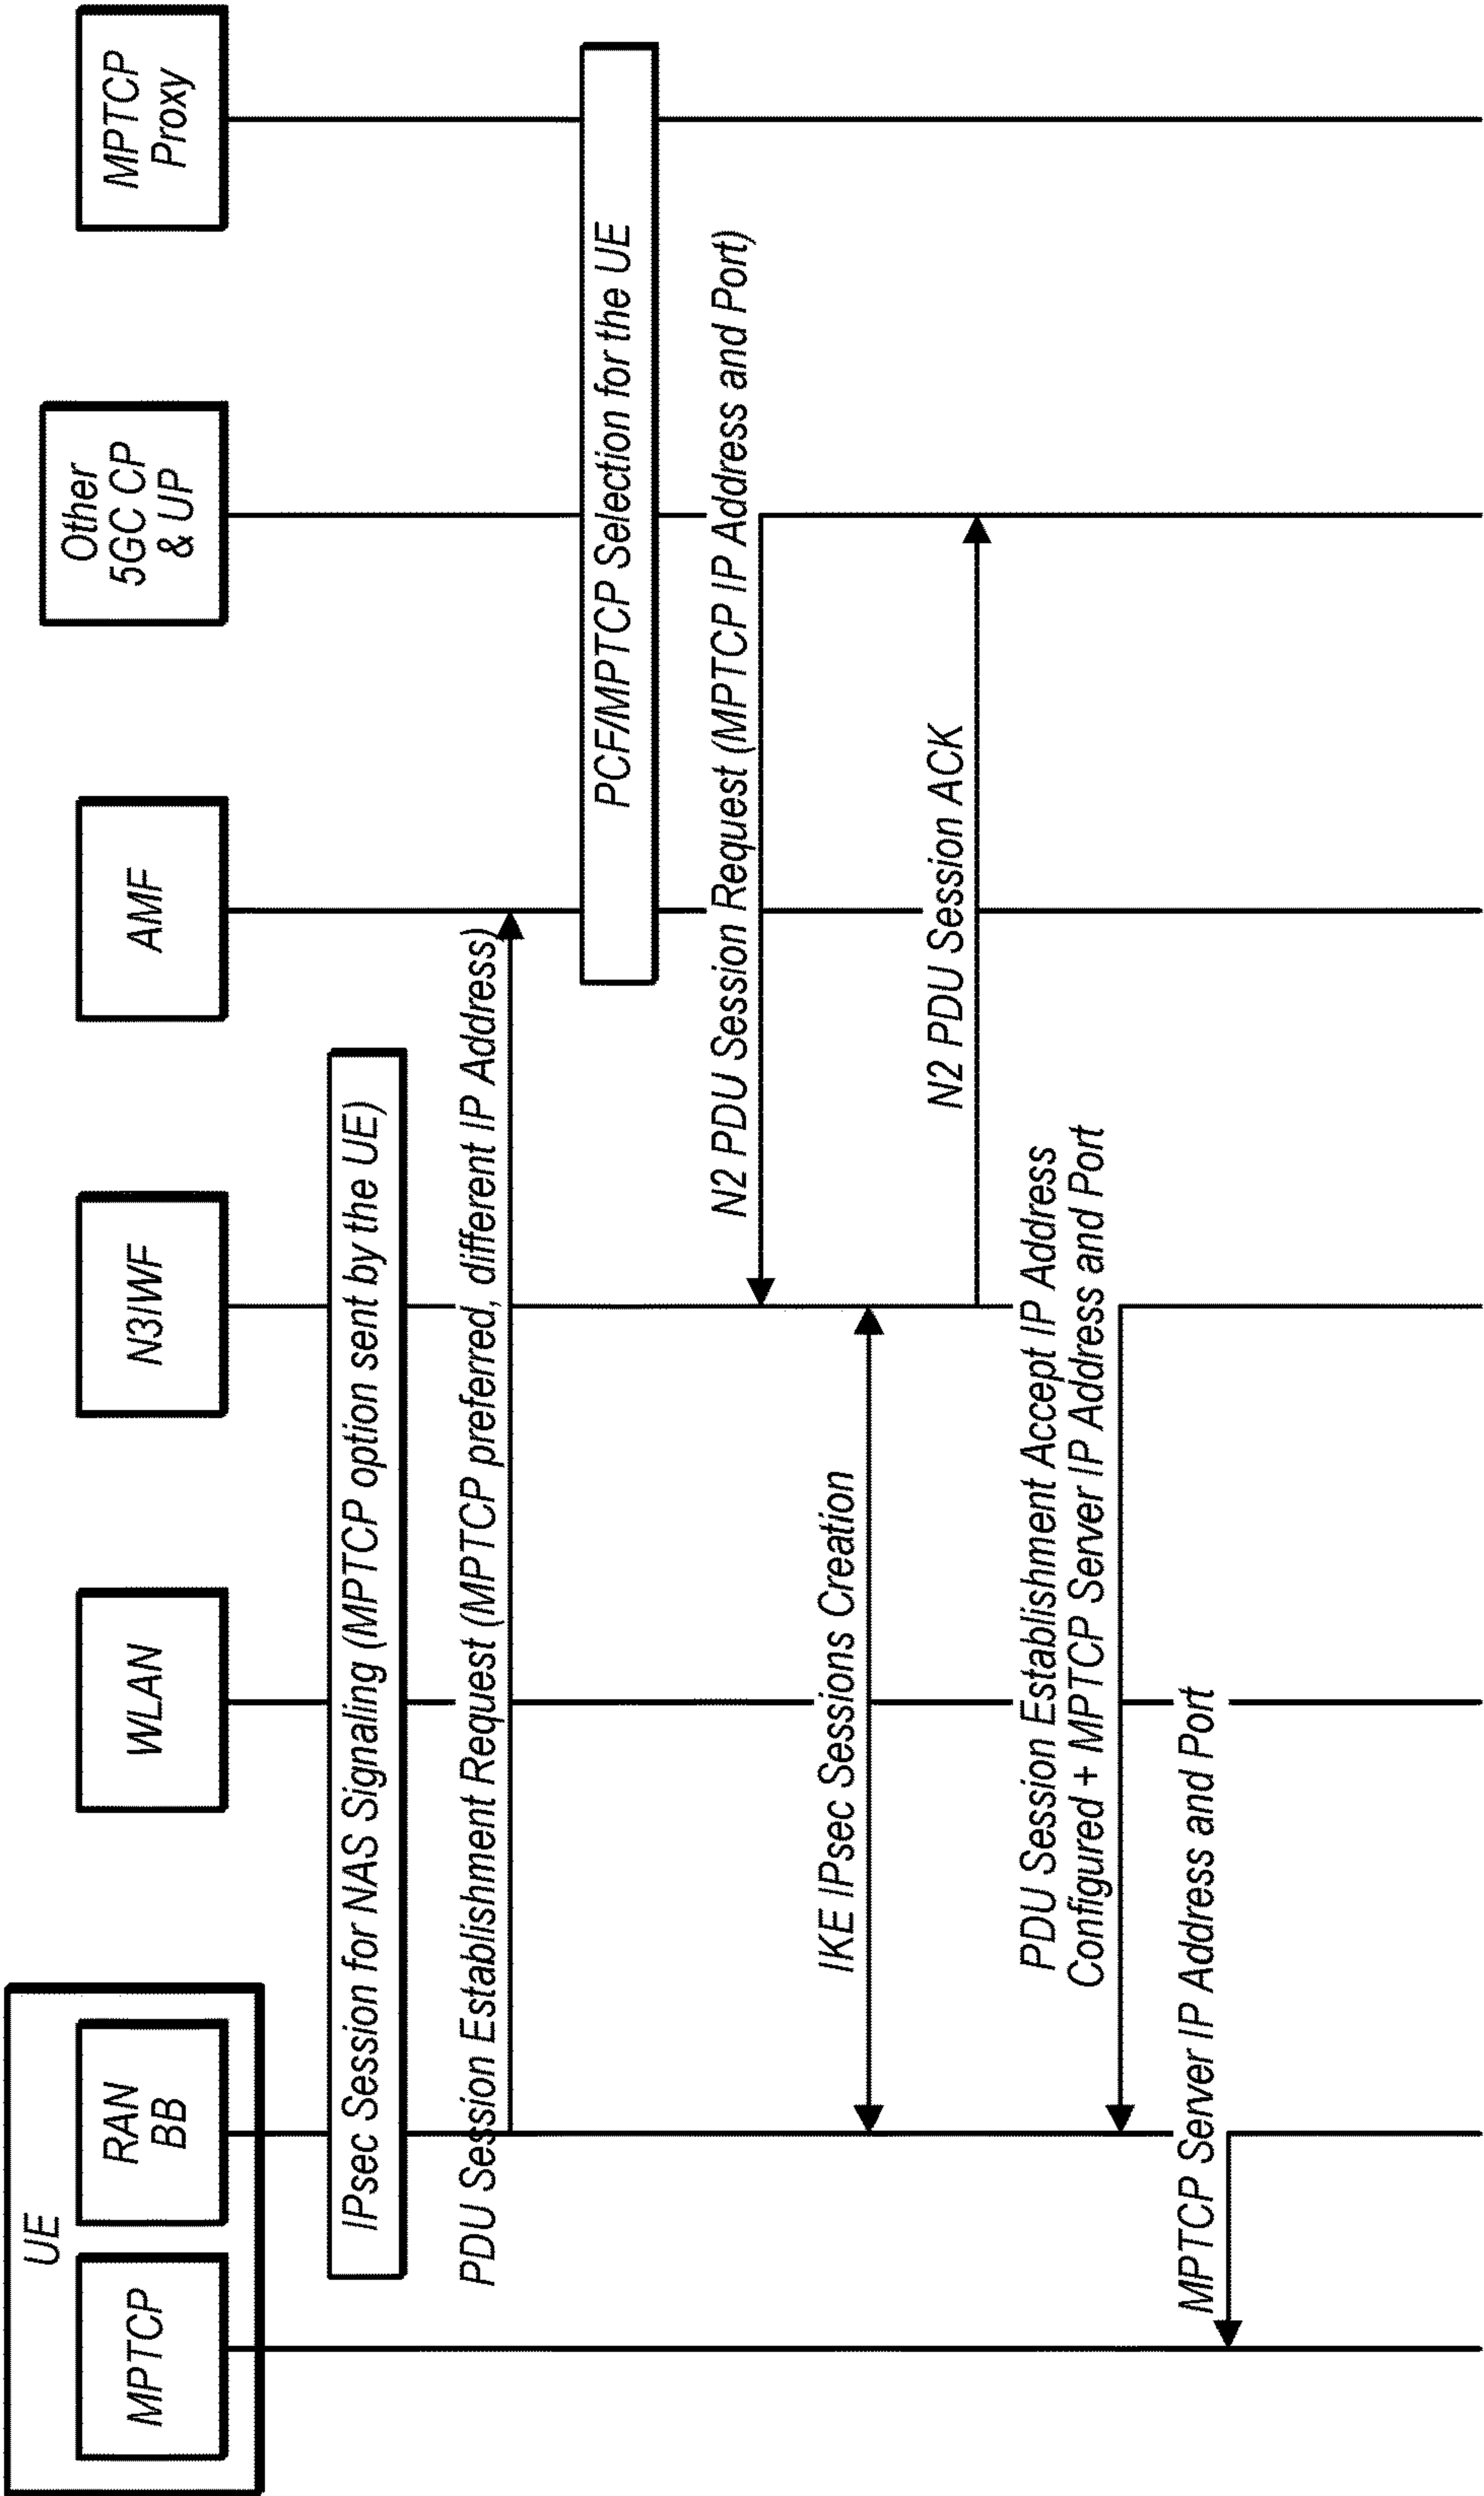 UE
MPTCP
RAN
BB
WLAN
N3IWF
AMF
Other
5GC CP
& UP
MPTCP
Proxy
IPsec Session for NAS Signaling (MPTCP option sent by the UE)
PDU Session Establishment Request (MPTCP preferred, different IP Address)
PCF/MPTCP Selection for the UE
N2 PDU Session Request (MPTCP IP Address and Port)
IKE IPsec Sessions Creation
N2 PDU Session ACK
PDU Session Establishment Accept IP Address
Configured + MPTCP Server IP Address and Port
MPTCP Server IP Address and Port